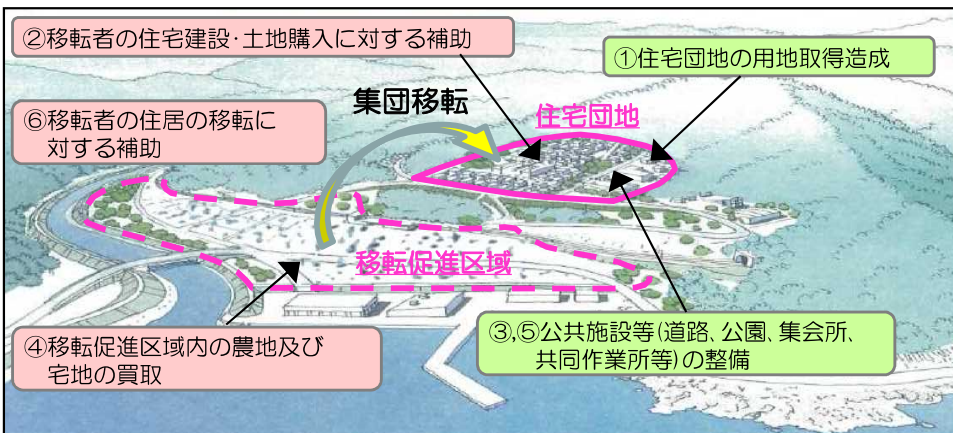 ②移転者の住宅建設・土地購入に対する補助
①住宅団地の用地取得造成
集団移転
住宅団地
⑥移転者の住居の移転に
対する補助
移転促進区域
④移転促進区域内の農地及び
宅地の買取
③,⑤公共施設等(道路、公園、集会所、
共同作業所等)の整備